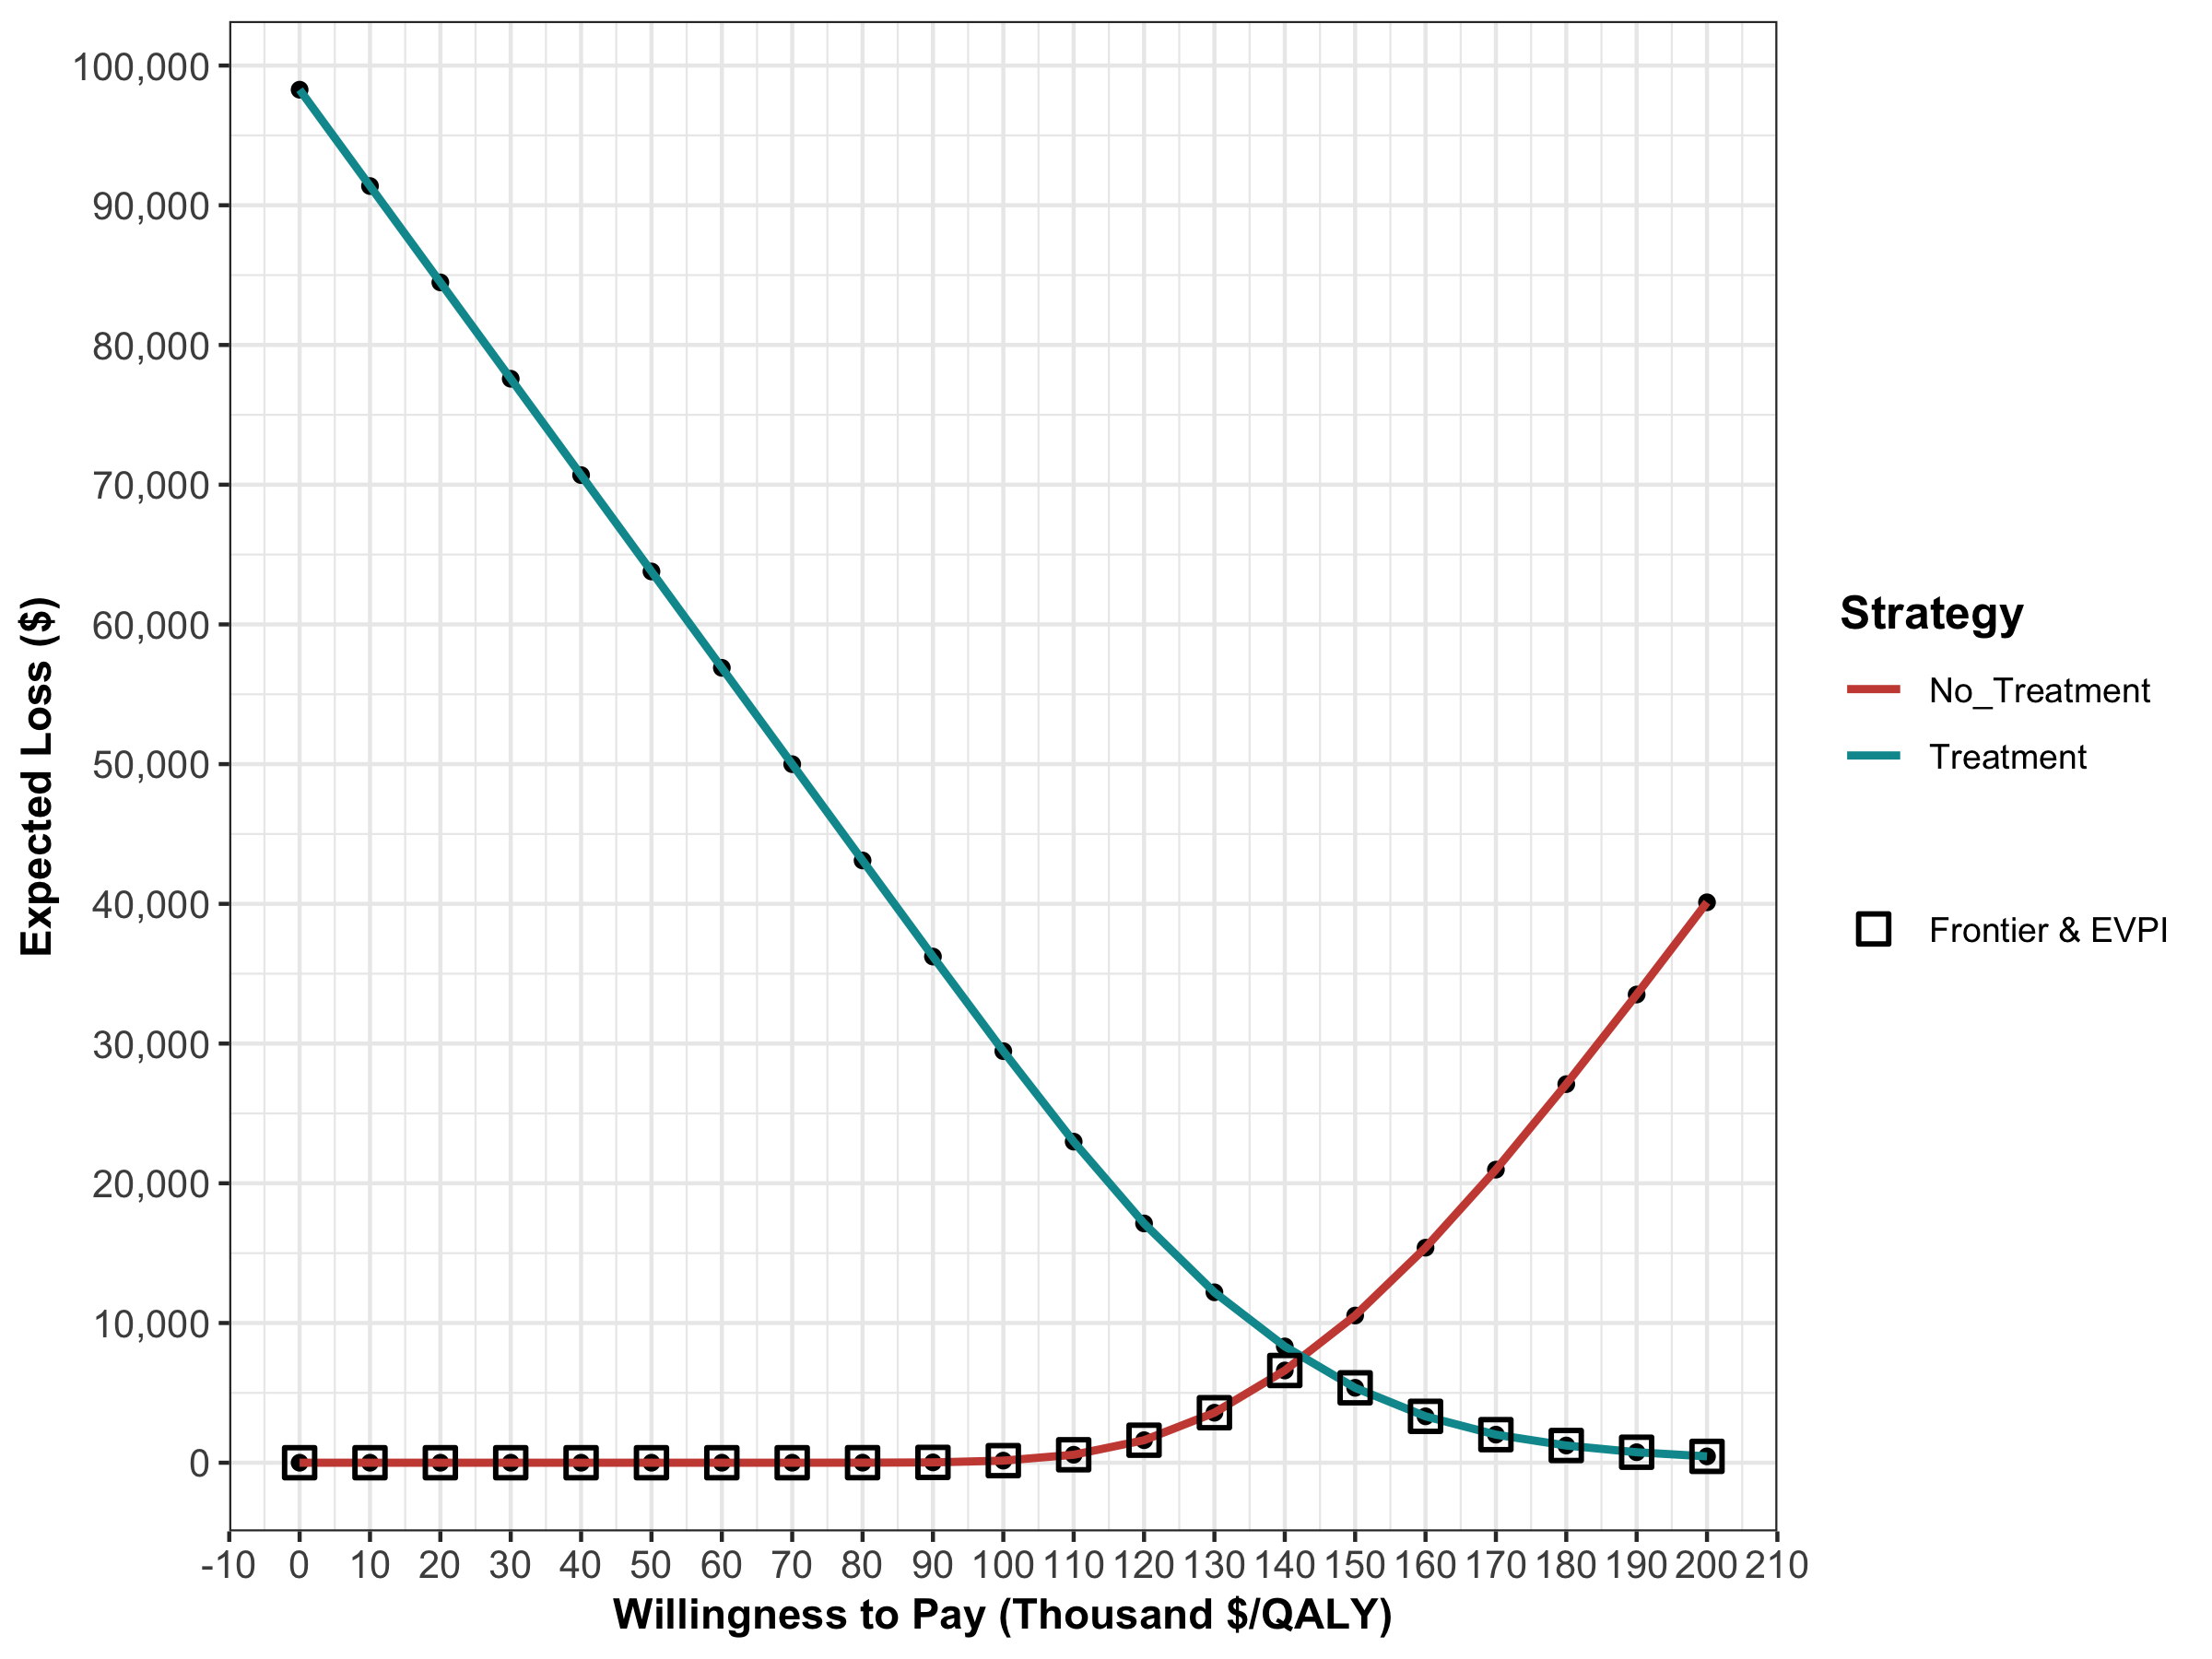 100,000
90,000
80,000
70,000
60,000
50,000
40,000
30,000
20,000
10,000
0
Expected Loss ($)
-10 0 10 20 30 40 50 60 70 80 90 100 110 120 130 140 150 160 170 180 190 200 210
Willingness to Pay (Thousand $/QALY)
Strategy
No_Treatment
Treatment
Frontier & EVPI